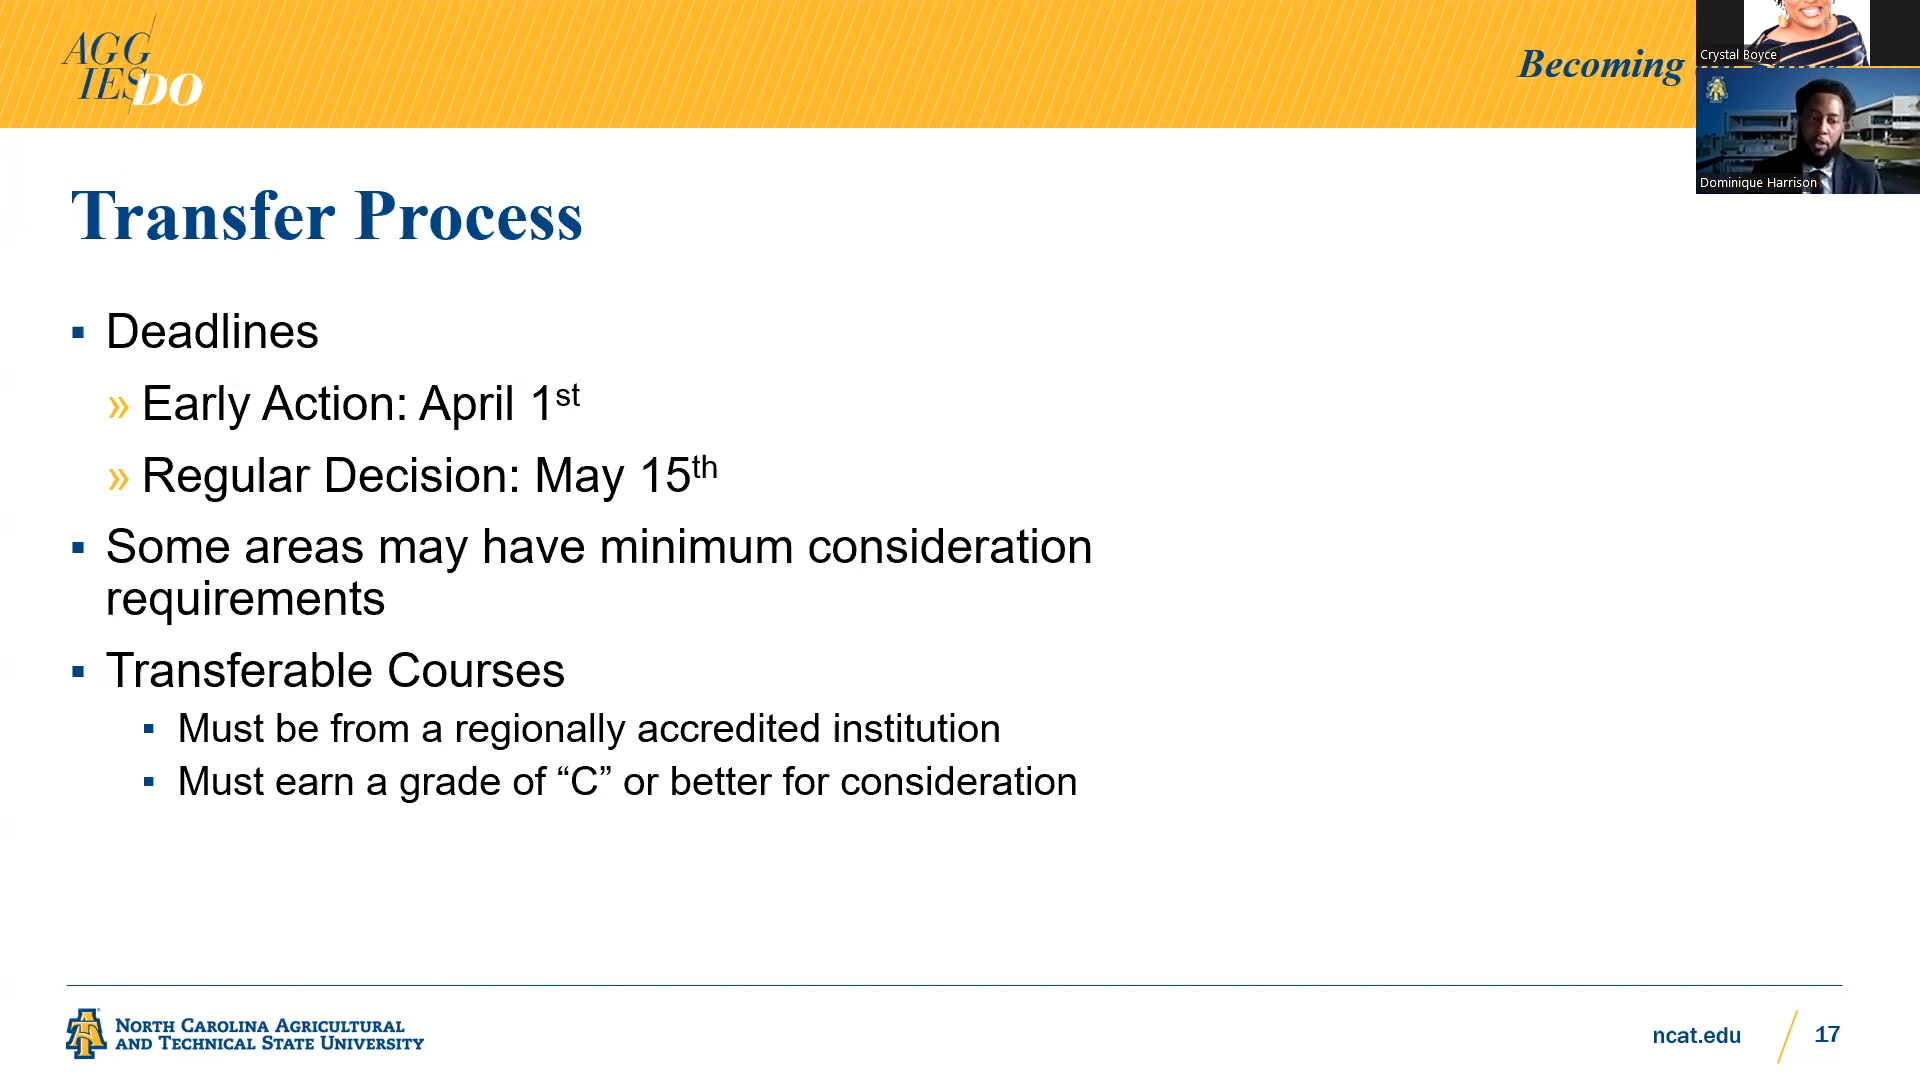 AGG
IES DO
Becoming
Crystal Boyce
Dominique Harrison
Transfer Process
▪ Deadlines
» Early Action: April 1st
» Regular Decision: May 15th
▪ Some areas may have minimum consideration
requirements
▪ Transferable Courses
▪ Must be from a regionally accredited institution
▪ Must earn a grade of “C” or better for consideration
NORTH CAROLINA AGRICULTURAL
AND TECHNICAL STATE UNIVERSITY
ncat.edu
17